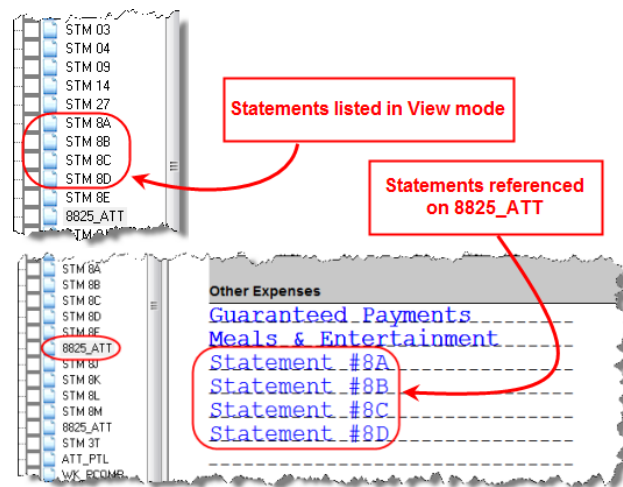 STM 03
STM 04
STM 09
STM 14
STM 27
STM 8A
STM 8B
STM 8C
STM 8D
STM 8E
8825_ATT
Statements listed in View mode
Statements referenced
on 8825_ATT
STM 8A
STM 8B
STM 8C
STM 8D
STM 8E
8825_ATT
STM 8J
STM 8K
STM 8L
STM 8M
8825_ATT
STM 3T
ATT_PTL
WK_PCOMP
Other Expenses
Guaranteed Payments
Meals & Entertainment
Statement #8A
Statement #8B
Statement #8C
Statement #8D